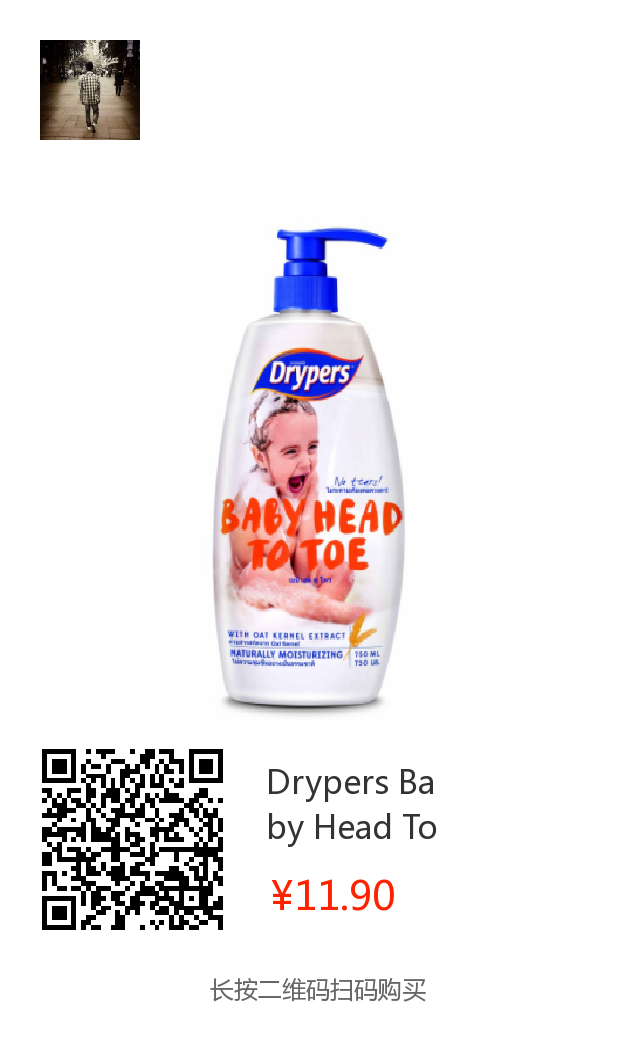 Drypers
No tears!
BABY HEAD
TO TOE
WITH OAT KERNEL EXTRACT
NATURALLY MOISTURIZING
750 ML
Drypers Ba
by Head To
¥11.90
长按二维码扫码购买